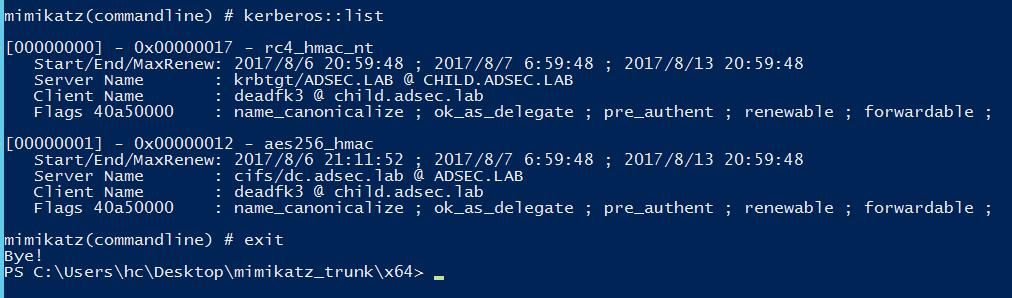 mimikatz(commandline) # kerberos::list
[00000000] - 0x00000017 - rc4_hmac_nt
Start/End/MaxRenew: 2017/8/6 20:59:48 ; 2017/8/7 6:59:48 ; 2017/8/13 20:59:48
Server Name       : krbtgt/ADSEC.LAB @ CHILD.ADSEC.LAB
Client Name       : deadfk3 @ child.adsec.lab
Flags 40a50000    : name_canonicalize ; ok_as_delegate ; pre_authent ; renewable ; forwardable ;
[00000001] - 0x00000012 - aes256_hmac
Start/End/MaxRenew: 2017/8/6 21:11:52 ; 2017/8/7 6:59:48 ; 2017/8/13 20:59:48
Server Name       : cifs/dc.adsec.lab @ ADSEC.LAB
Client Name       : deadfk3 @ child.adsec.lab
Flags 40a50000    : name_canonicalize ; ok_as_delegate ; pre_authent ; renewable ; forwardable ;
mimikatz(commandline) # exit
Bye!
PS C:\Users\hc\Desktop\mimikatz_trunk\x64> _